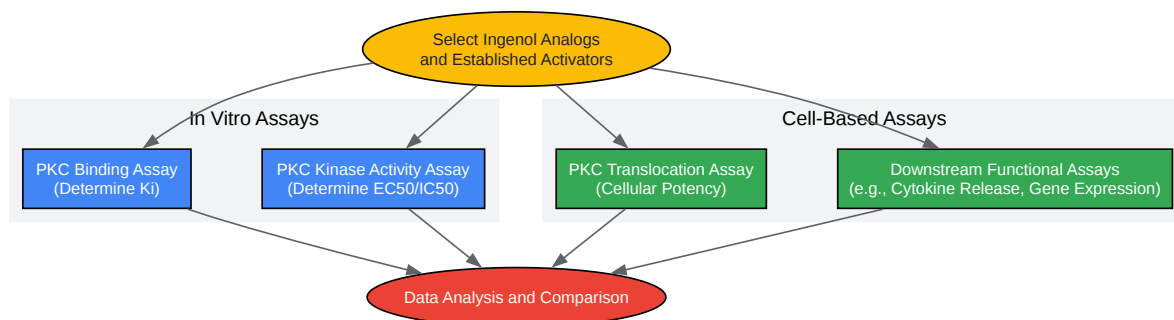 Select Ingenol Analogs
and Established Activators
In Vitro Assays
Cell-Based Assays
PKC Binding Assay
(Determine Ki)
PKC Kinase Activity Assay
(Determine EC50/IC50)
PKC Translocation Assay
(Cellular Potency)
Downstream Functional Assays
(e.g., Cytokine Release, Gene Expression)
Data Analysis and Comparison